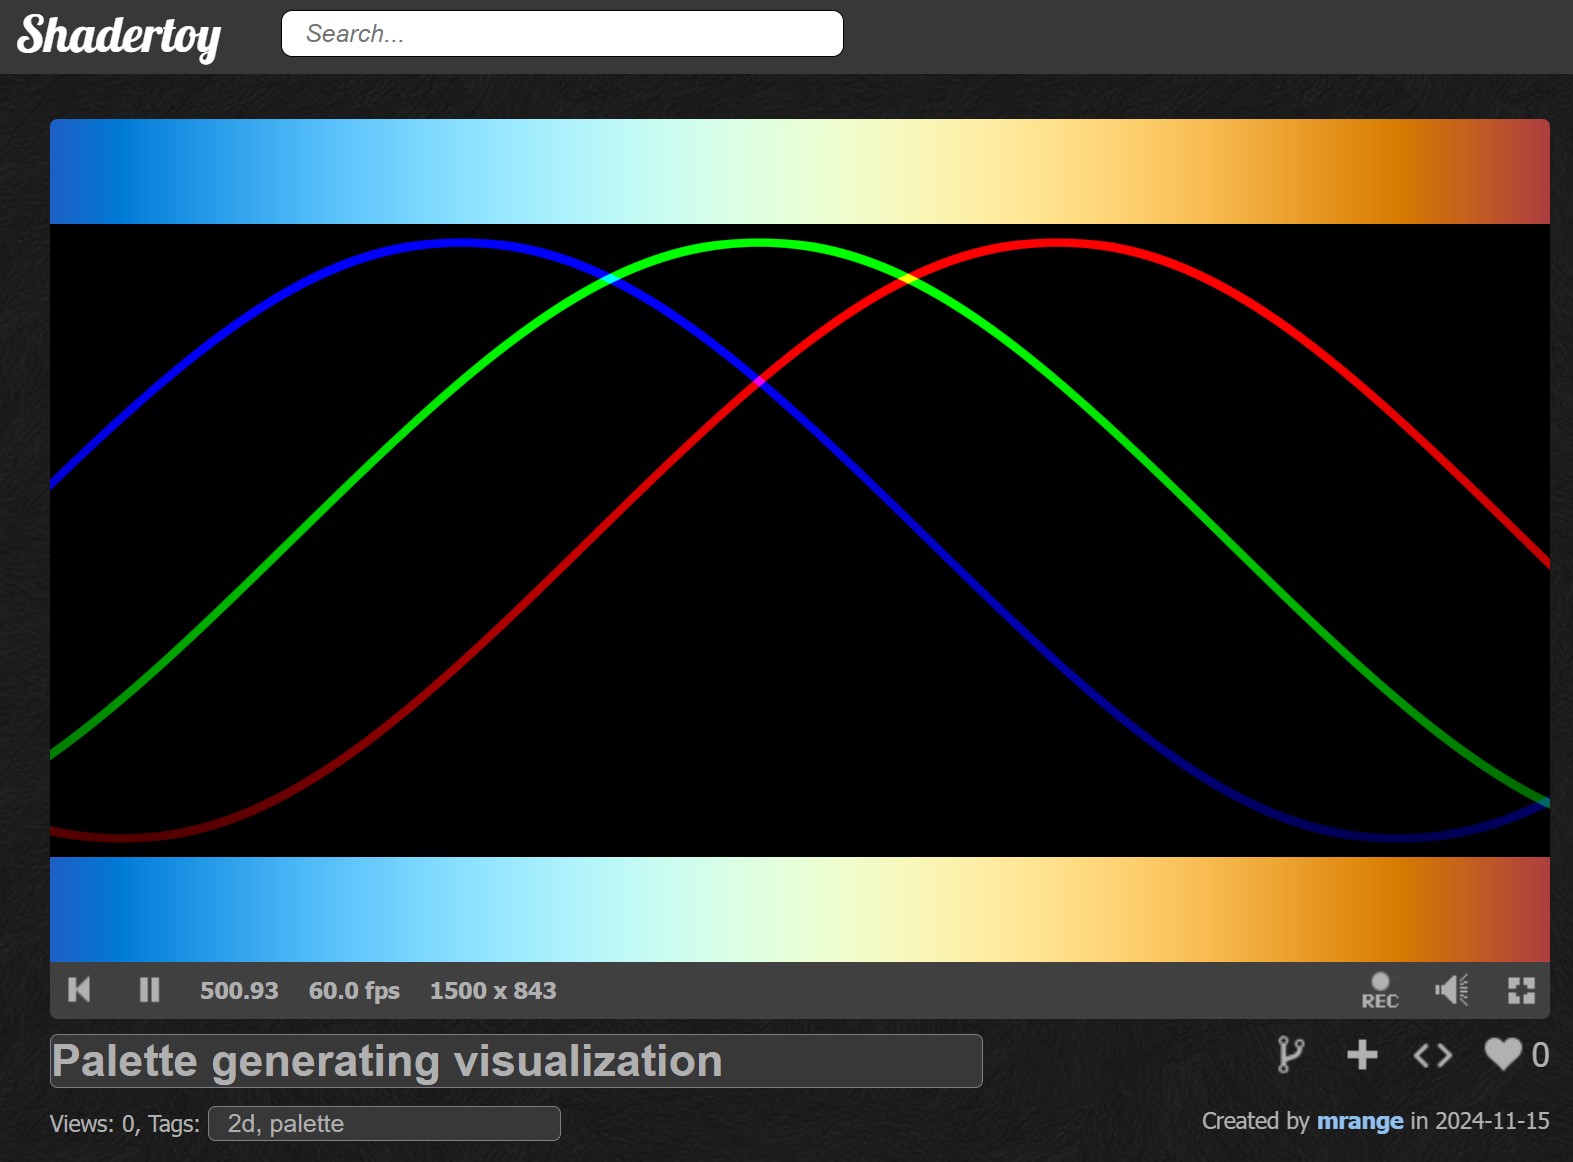 Shadertoy
Search...
500.93 60.0 fps 1500 x 843
REC
Palette generating visualization
0
Views: 0, Tags: 2d, palette
Created by mrange in 2024-11-15